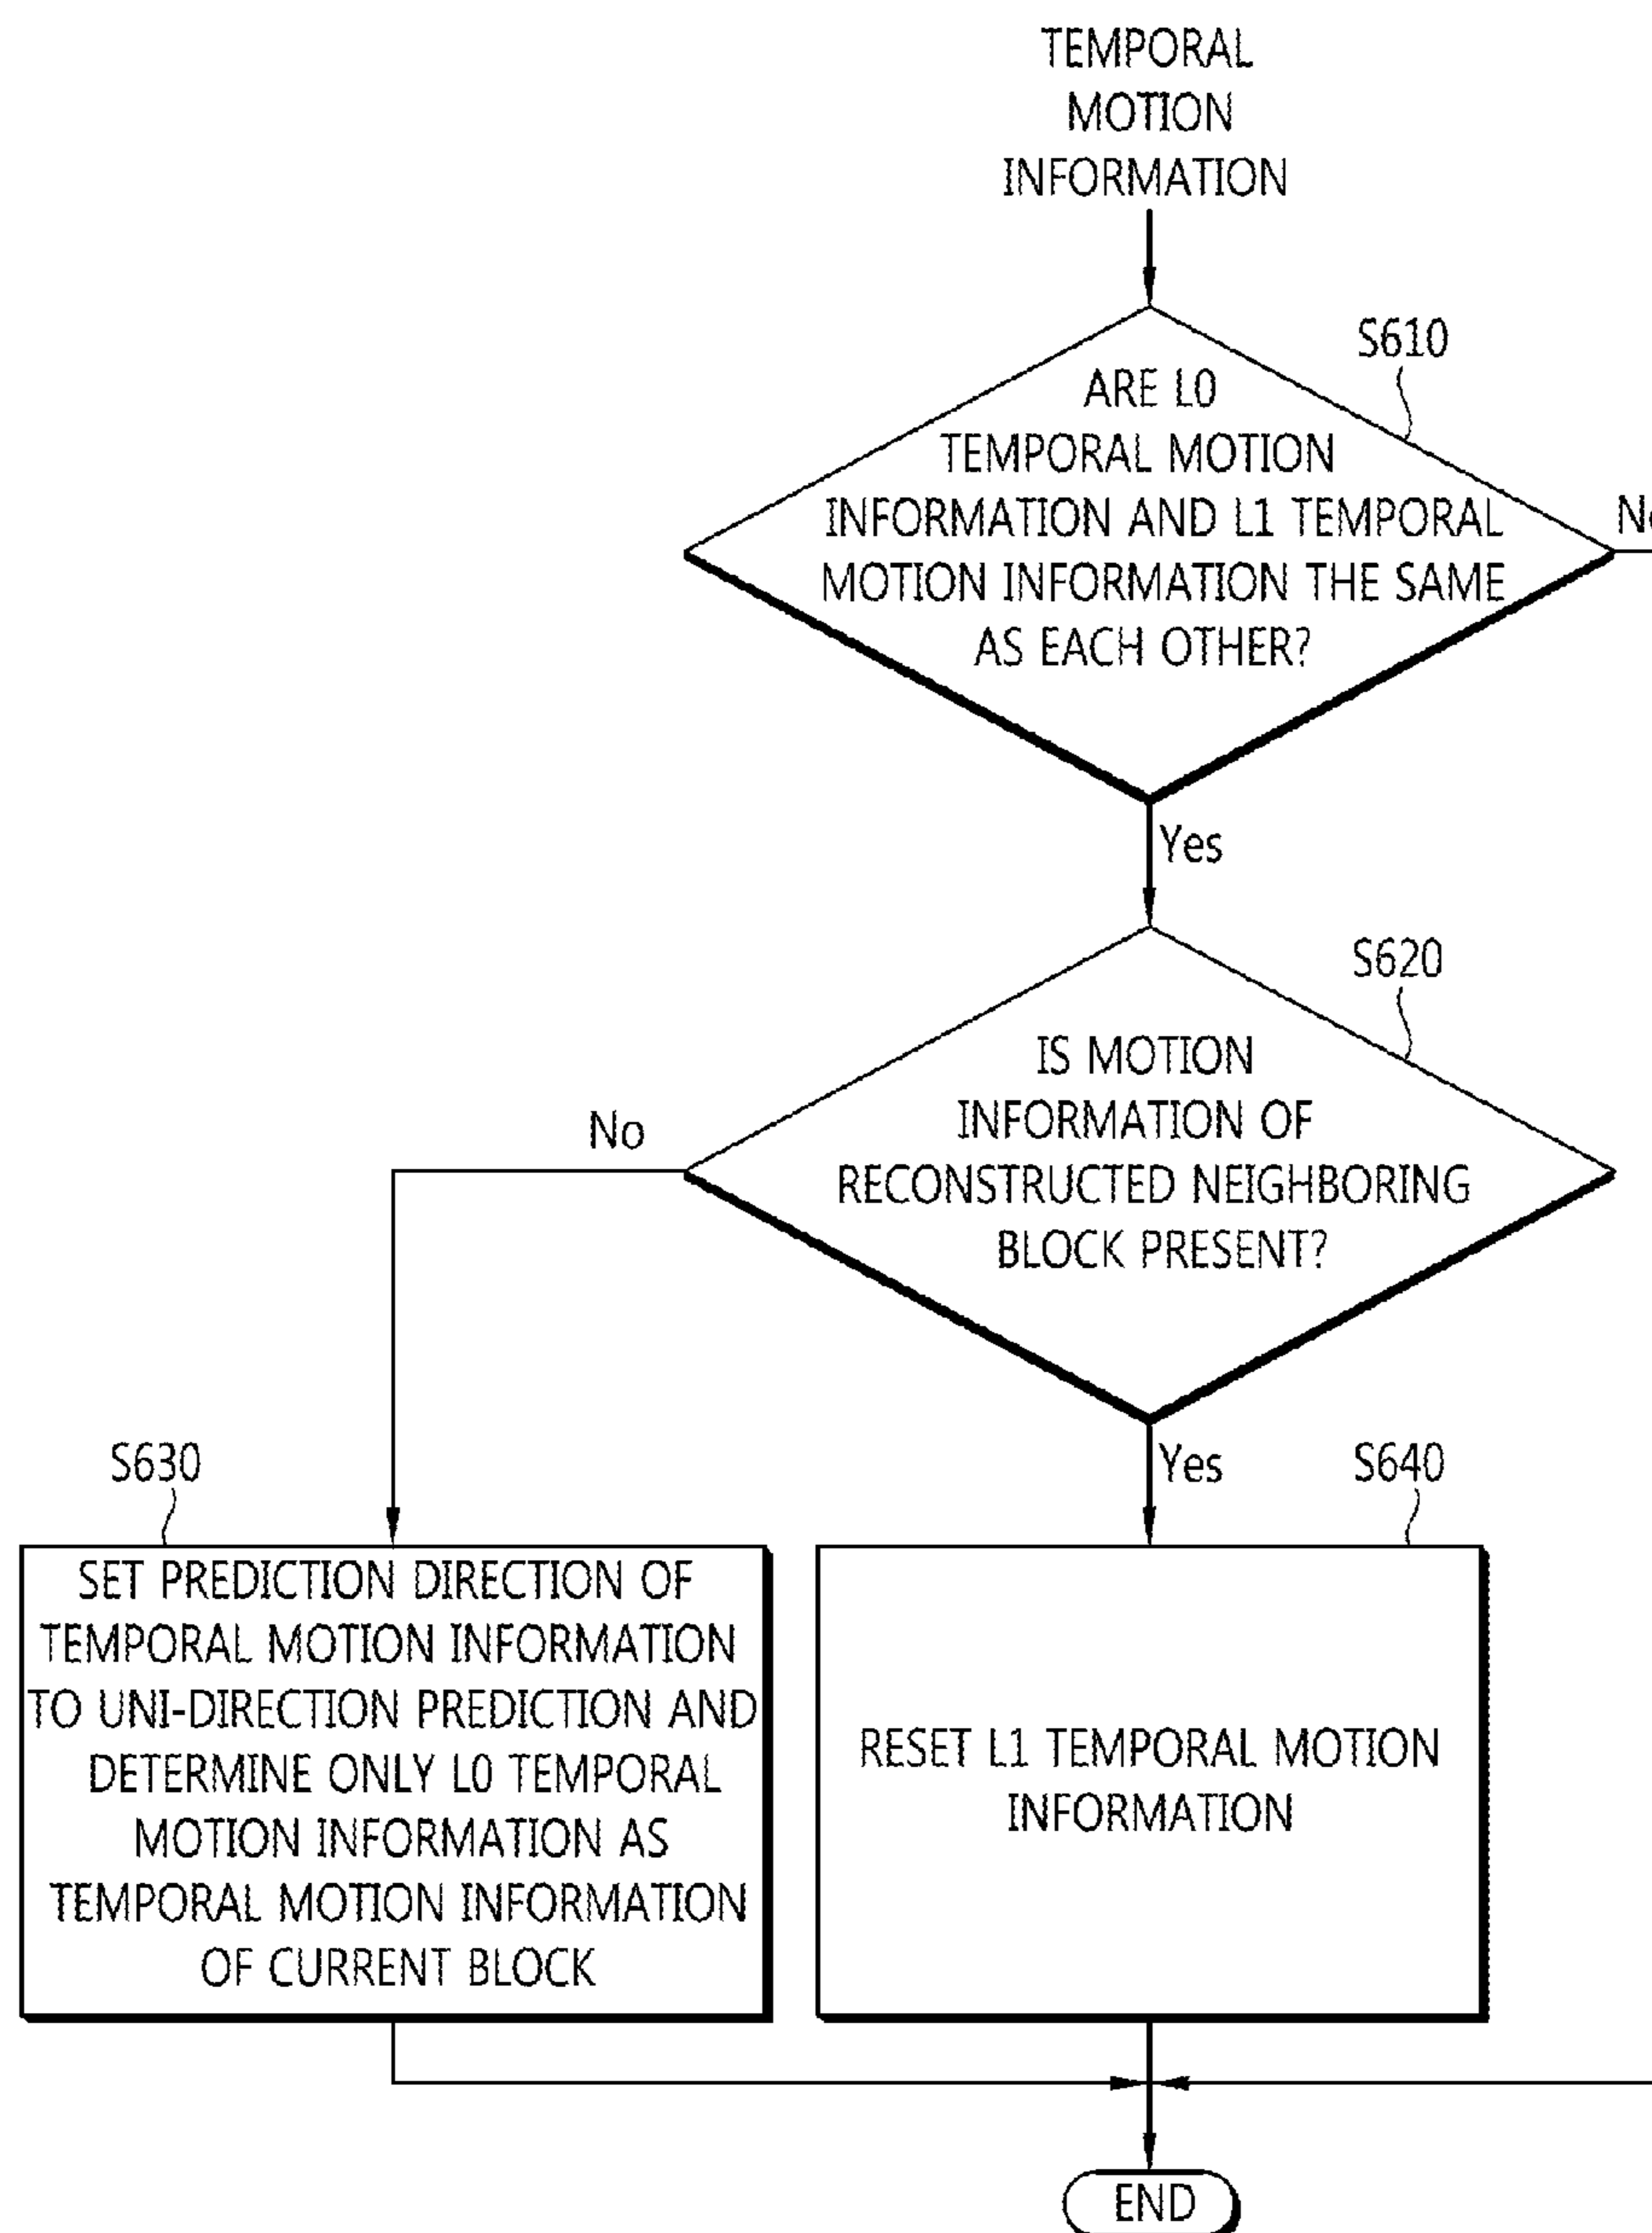 TEMPORAL
MOTION
INFORMATION
S610
ARE L0
TEMPORAL MOTION
INFORMATION AND L1 TEMPORAL
MOTION INFORMATION THE SAME
AS EACH OTHER?
Yes
S620
IS MOTION
INFORMATION OF
RECONSTRUCTED NEIGHBORING
BLOCK PRESENT?
No
Yes
S630
SET PREDICTION DIRECTION OF
TEMPORAL MOTION INFORMATION
TO UNI-DIRECTION PREDICTION AND
DETERMINE ONLY L0 TEMPORAL
MOTION INFORMATION AS
TEMPORAL MOTION INFORMATION
OF CURRENT BLOCK
S640
RESET L1 TEMPORAL MOTION
INFORMATION
END